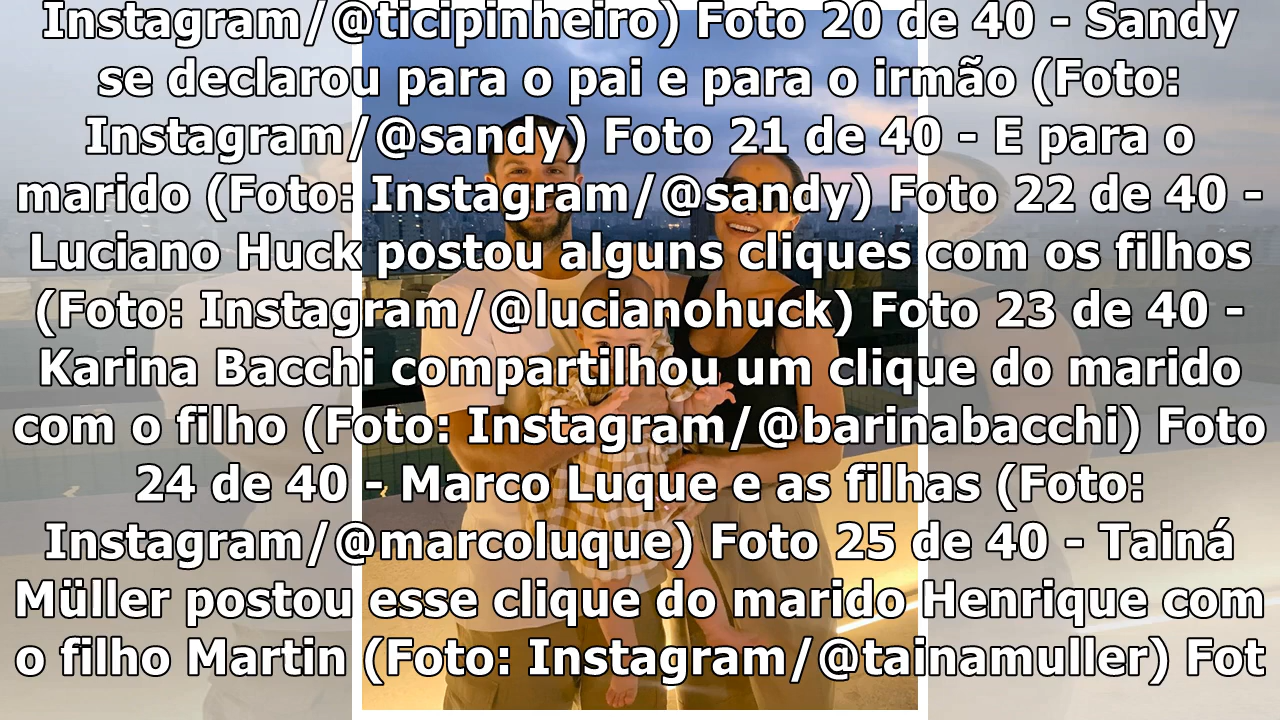 Instagram/@ticipinheiro) Foto 20 de 40 - Sandy
se declarou para o pai e para o irmão (Foto:
Instagram/@sandy) Foto 21 de 40 - E para o
marido (Foto: Instagram/@sandy) Foto 22 de 40 -
Luciano Huck postou alguns cliques com os filhos
(Foto: Instagram/@lucianohuck) Foto 23 de 40 -
Karina Bacchi compartilhou um clique do marido
com o filho (Foto: Instagram/@barinabacchi) Foto
24 de 40 - Marco Luque e as filhas (Foto:
Instagram/@marcoluque) Foto 25 de 40 - Tainá
Müller postou esse clique do marido Henrique com
o filho Martin (Foto: Instagram/@tainamuller) Fot